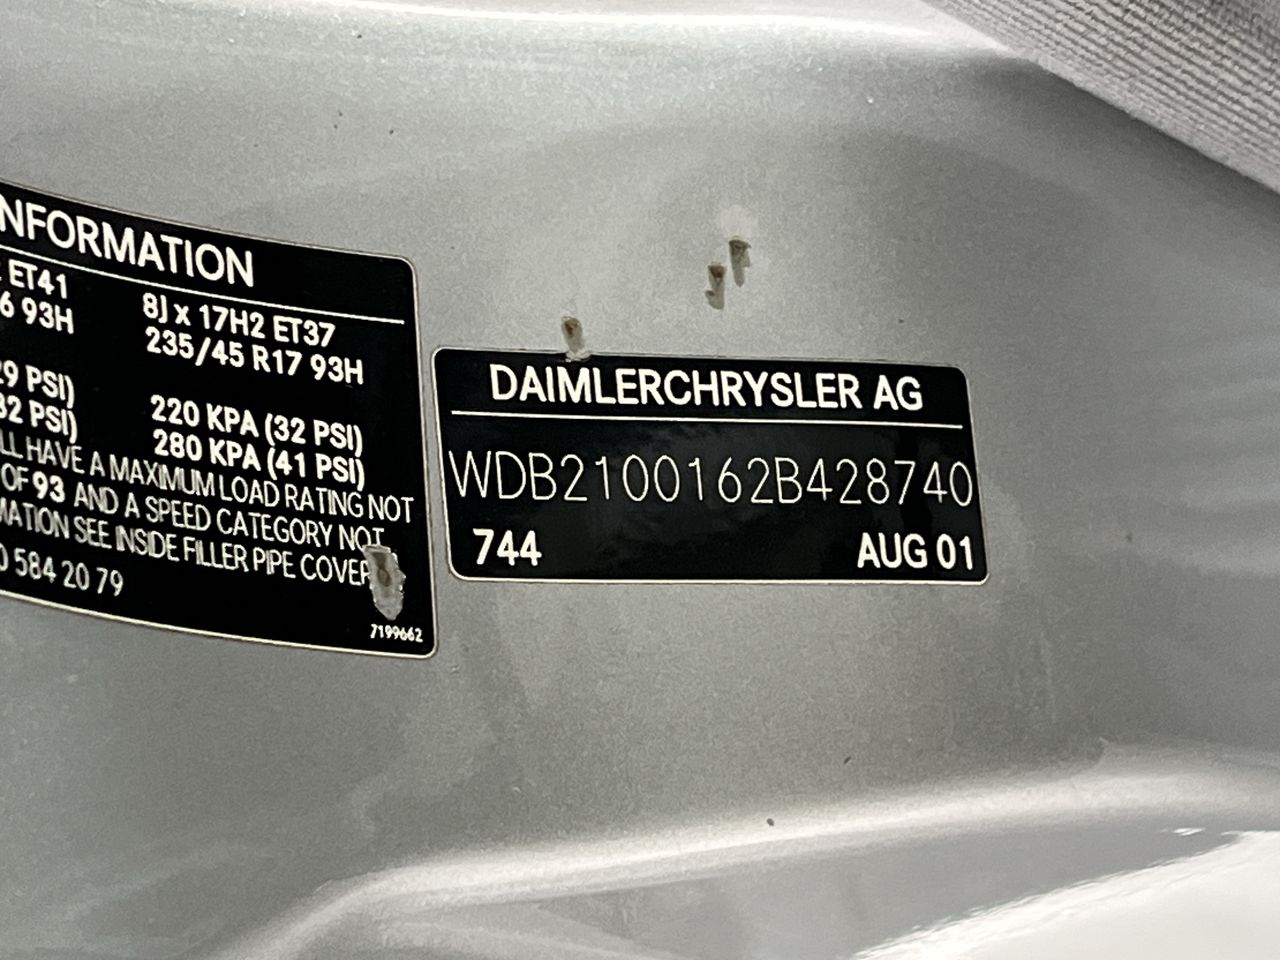 NFORMATION
ET41
8J x 17H2 ET37
6 93H
235/45 R17 93H
29 PSI)
220 KPA (32 PSI)
32 PSI)
280 KPA (41 PSI)
LL HAVE A MAXIMUM LOAD RATING NOT
OF 93 AND A SPEED CATEGORY NOT
MATION SEE INSIDE FILLER PIPE COVER
0 584 20 79
7199662
DAIMLERCHRYSLER AG
WDB2100162B428740
744 AUG 01